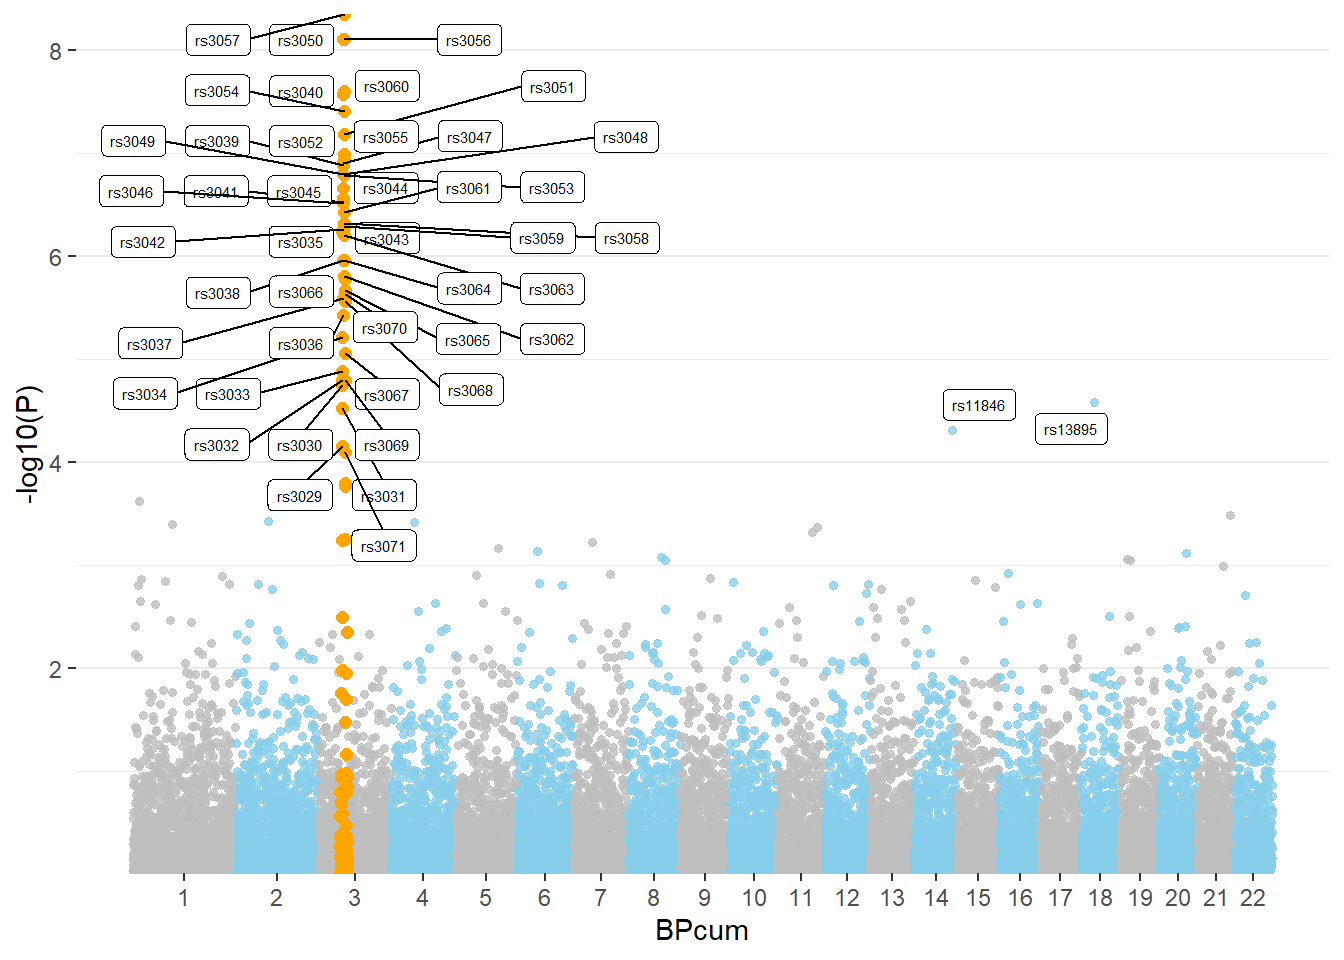 rs3057 rs3050 rs3056
8
rs3054 rs3040 rs3060 rs3051
rs3049 rs3039 rs3052 rs3055 rs3047 rs3048
rs3046 rs3041 rs3045 rs3044 rs3061 rs3053
rs3042 rs3035 rs3043 rs3059 rs3058
6
rs3038 rs3066 rs3064 rs3063
rs3037 rs3036 rs3070 rs3065 rs3062
rs3034 rs3033 rs3067 rs3068
rs11846
rs13895
rs3032 rs3030 rs3069
4
rs3029 rs3031
rs3071
2
-log10(P)
1 2 3 4 5 6 7 8 9 10 11 12 13 14 15 16 17 18 19 20 21 22
BPcum